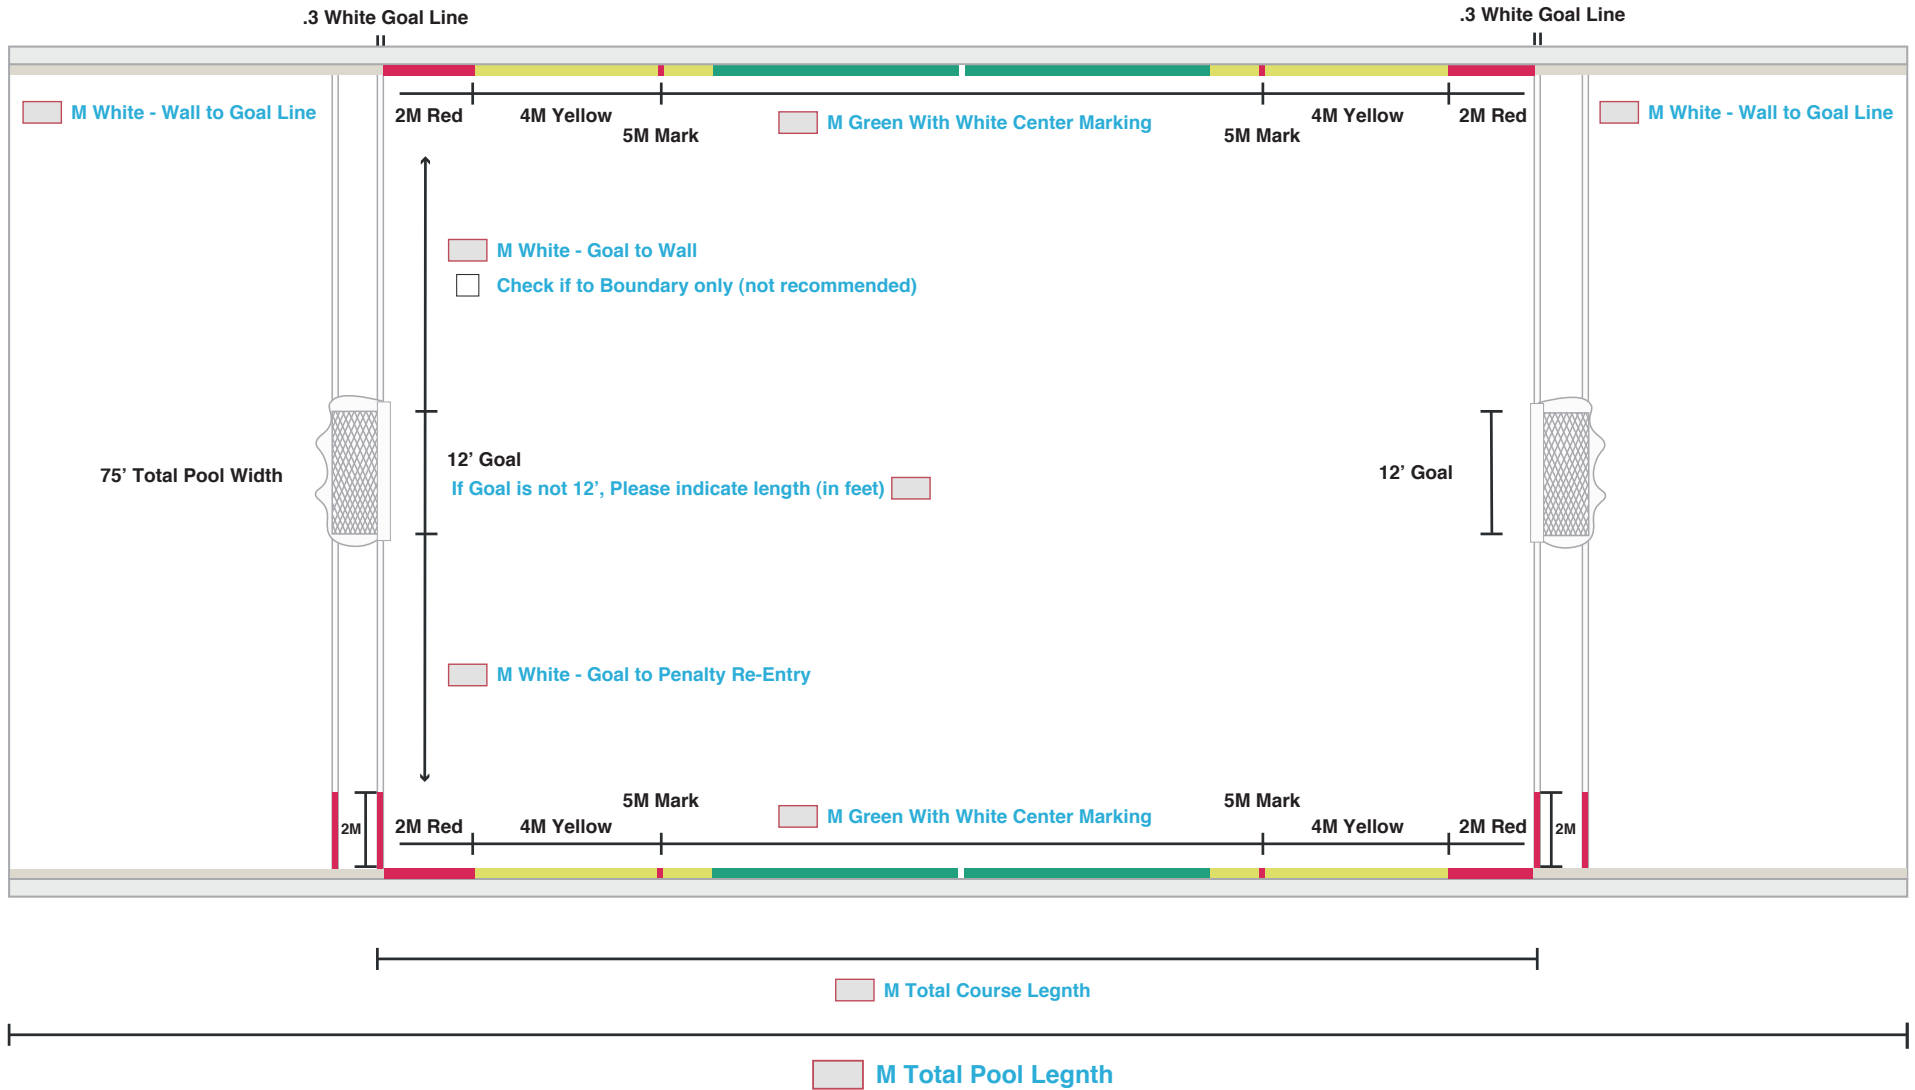 .3 White Goal Line
.3 White Goal Line
M White - Wall to Goal Line
2M Red
4M Yellow
5M Mark
M Green With White Center Marking
5M Mark
4M Yellow
2M Red
M White - Wall to Goal Line
M White - Goal to Wall
Check if to Boundary only (not recommended)
75’ Total Pool Width
12’ Goal
If Goal is not 12’, Please indicate length (in feet)
12’ Goal
M White - Goal to Penalty Re-Entry
2M
2M Red
4M Yellow
5M Mark
M Green With White Center Marking
5M Mark
4M Yellow
2M Red
2M
M Total Course Legnth
M Total Pool Legnth